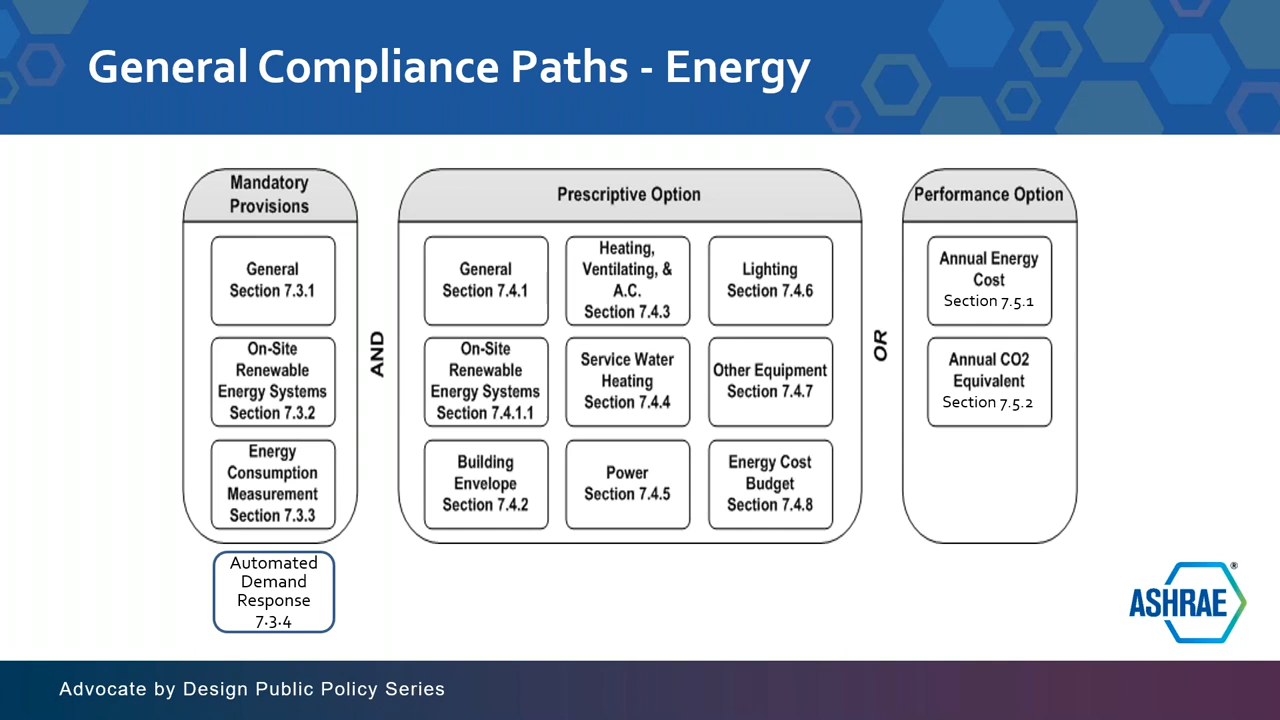 General Compliance Paths - Energy
Mandatory
Provisions
General
Section 7.3.1
On-Site
Renewable
Energy Systems
Section 7.3.2
Energy
Consumption
Measurement
Section 7.3.3
Automated
Demand
Response
7.3.4
AND
Prescriptive Option
General
Section 7.4.1
Heating,
Ventilating, &
A.C.
Section 7.4.3
Lighting
Section 7.4.6
On-Site
Renewable
Energy Systems
Section 7.4.1.1
Service Water
Heating
Section 7.4.4
Other Equipment
Section 7.4.7
Building
Envelope
Section 7.4.2
Power
Section 7.4.5
Energy Cost
Budget
Section 7.4.8
OR
Performance Option
Annual Energy
Cost
Section 7.5.1
Annual CO2
Equivalent
Section 7.5.2
ASHRAE®
Advocate by Design Public Policy Series